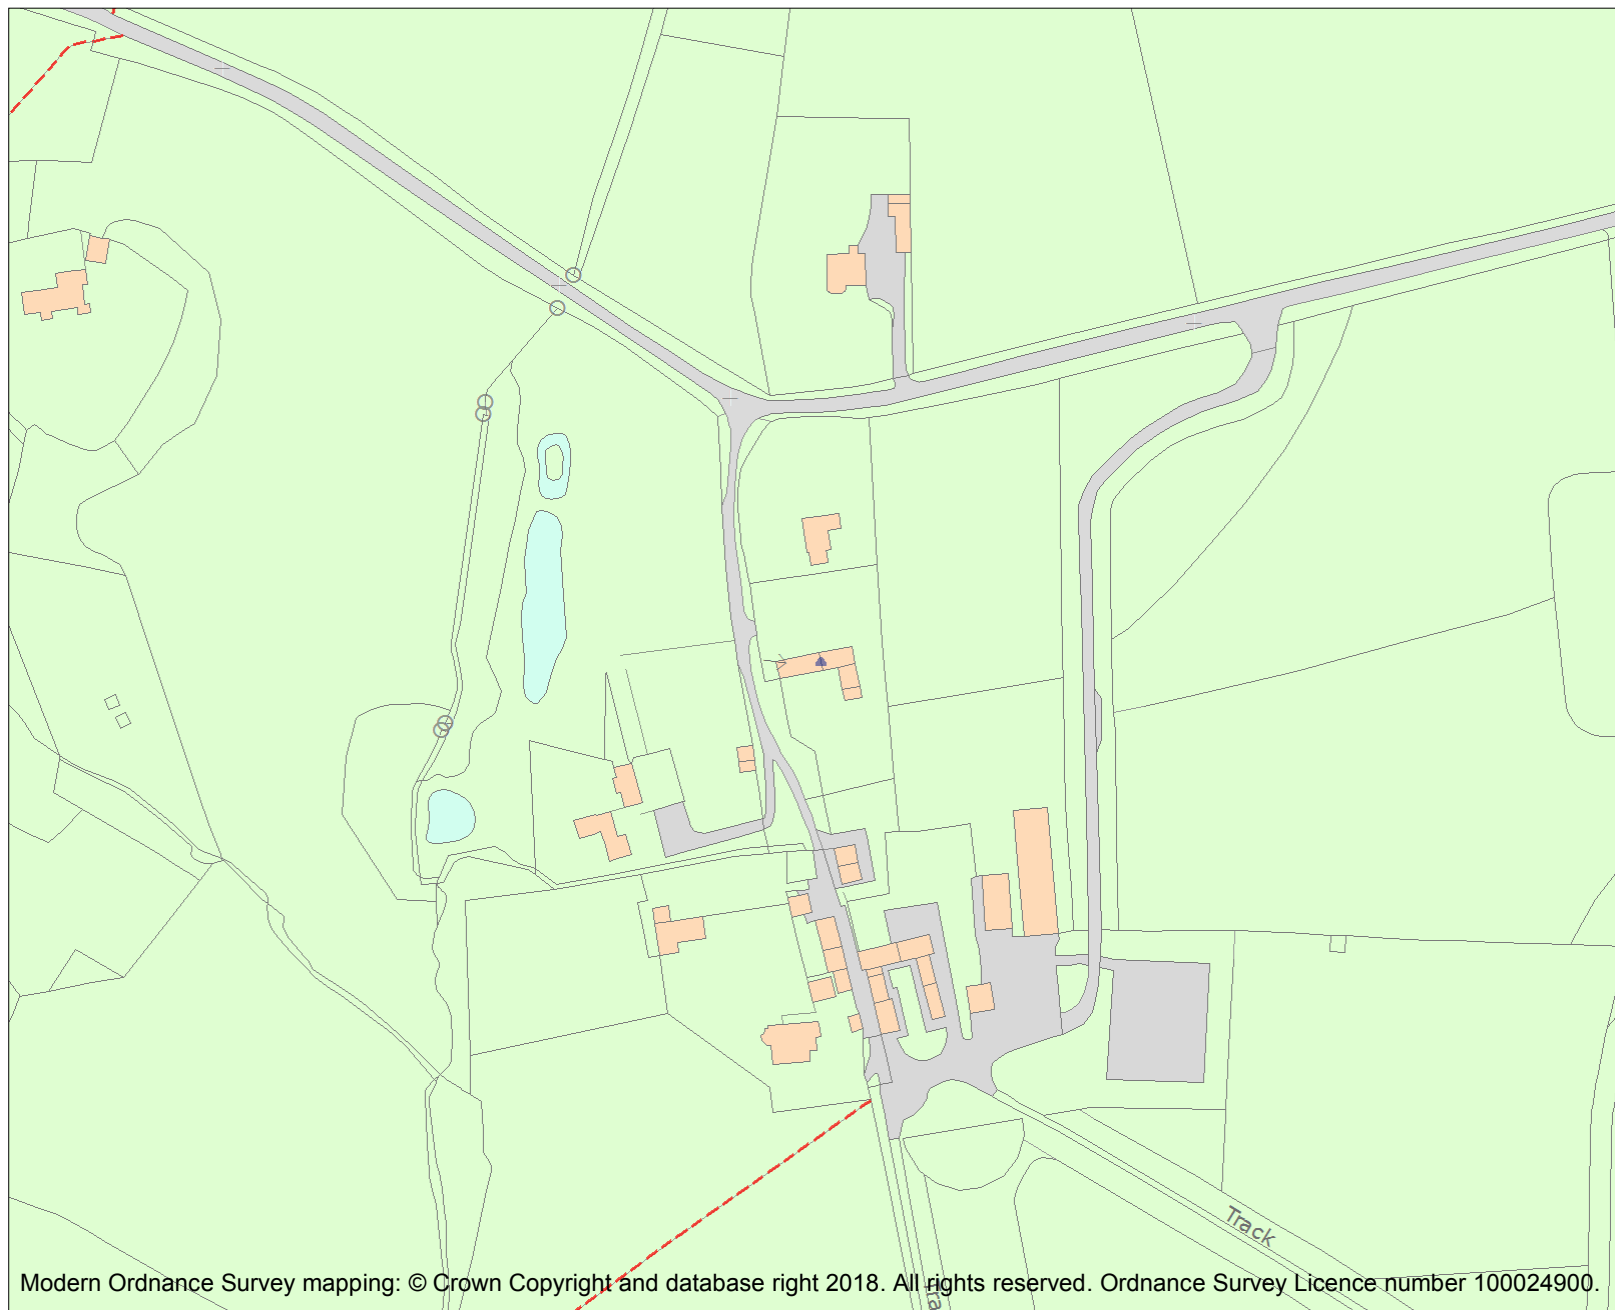 Track
Modern Ordnance Survey mapping: © Crown Copyright and database right 2018. All rights reserved. Ordnance Survey Licence number 100024900.